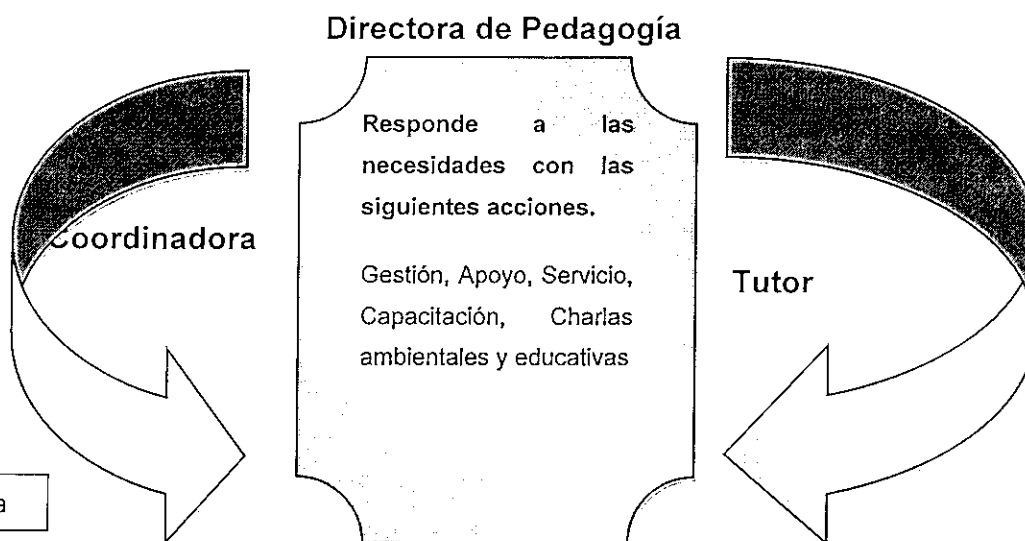 Directora de Pedagogía
Responde a las
necesidades con las
siguientes acciones.
Coordinadora
Gestión, Apoyo, Servicio,
Capacitación, Charlas
ambientales y educativas
Tutor
a